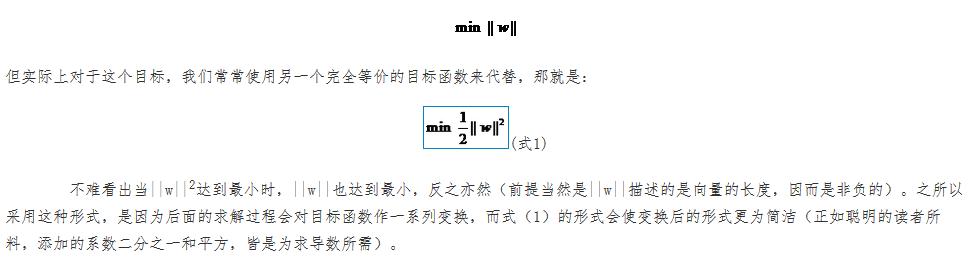 min ||w||
但实际上对于这个目标，我们常常使用另一个完全等价的目标函数来代替，那就是：
min 1/2 ||w||² (式1)
不难看出当||w||²达到最小时，||w||也达到最小，反之亦然（前提当然是||w||描述的是向量的长度，因而是非负的）。之所以
采用这种形式，是因为后面的求解过程会对目标函数作一系列变换，而式（1）的形式会使变换后的形式更为简洁（正如聪明的读者所
料，添加的系数二分之一和平方，皆是为求导数所需）。